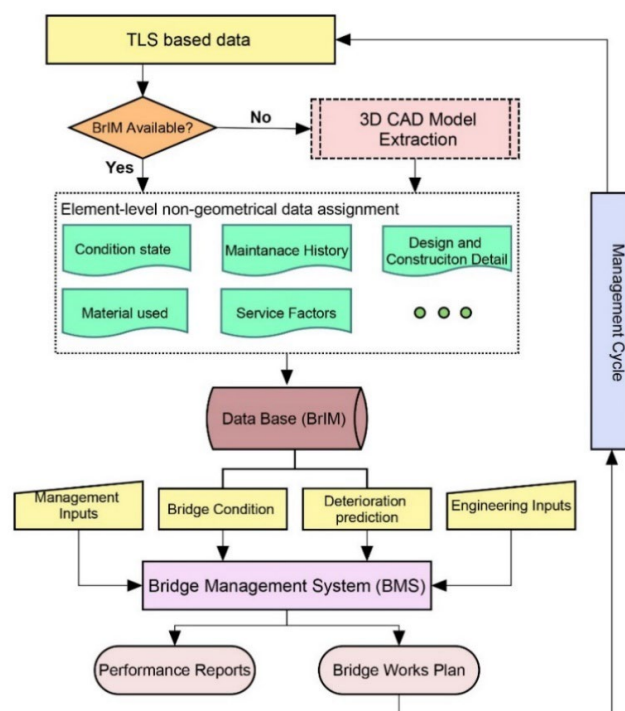 TLS based data
BrIM Available?
No
3D CAD Model
Extraction
Yes
Element-level non-geometrical data assignment
Condition state
Maintanace History
Design and
Construciton Detail
Material used
Service Factors
Management Cycle
Data Base (BrIM)
Management
Inputs
Bridge Condition
Deterioration
prediction
Engineering Inputs
Bridge Management System (BMS)
Performance Reports
Bridge Works Plan